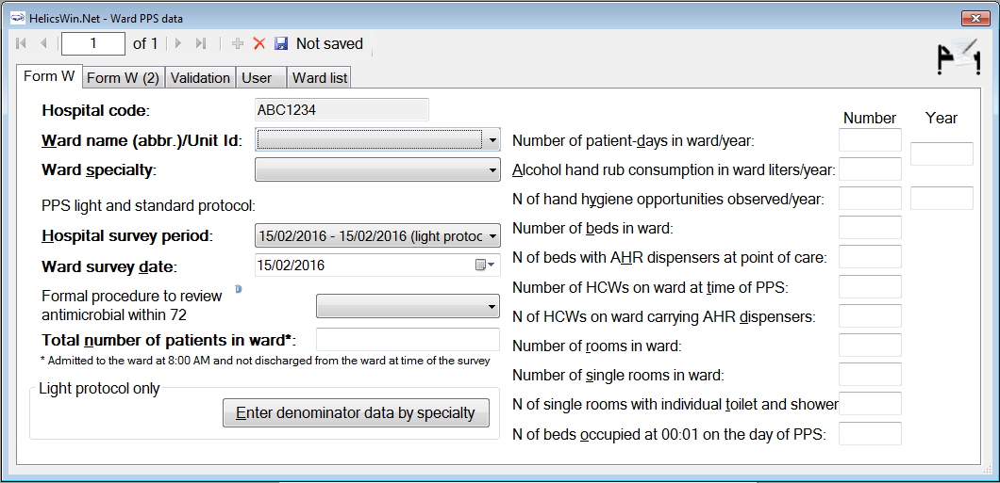 HelicsWin.Net - Ward PPS data
1 of 1 Not saved
Form W Form W (2) Validation User Ward list
Hospital code: ABC1234
Ward name (abbr.)/Unit Id:
Ward specialty:
PPS light and standard protocol:
Hospital survey period: 15/02/2016 - 15/02/2016 (light protoc
Ward survey date: 15/02/2016
Formal procedure to review
antimicrobial within 72
Total number of patients in ward*:
* Admitted to the ward at 8:00 AM and not discharged from the ward at time of the survey
Light protocol only
Enter denominator data by specialty
Number Year
Number of patient-days in ward/year:
Alcohol hand rub consumption in ward liters/year:
N of hand hygiene opportunities observed/year:
Number of beds in ward:
N of beds with AHR dispensers at point of care:
Number of HCWs on ward at time of PPS:
N of HCWs on ward carrying AHR dispensers:
Number of rooms in ward:
Number of single rooms in ward:
N of single rooms with individual toilet and shower
N of beds occupied at 00:01 on the day of PPS: